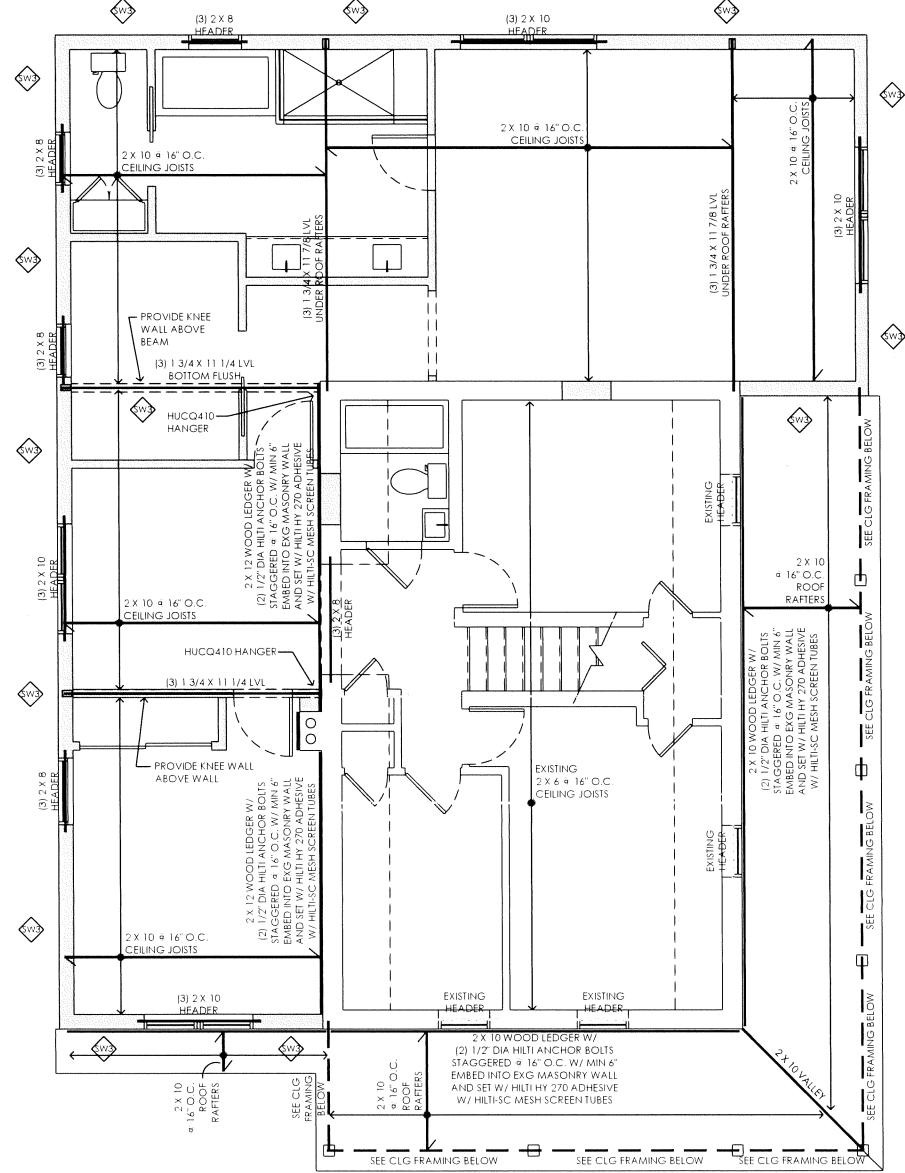 SW3
SW3
SW3
(3) 2 X 8
HEADER
(3) 2 X 10
HEADER
SW3
SW3
(3) 2 X 8
HEADER
2 X 10 @ 16" O.C.
CEILING JOISTS
2 X 10 @ 16" O.C.
CEILING JOISTS
2 X 10 @ 16" O.C.
CEILING JOISTS
(3) 2 X 10
HEADER
(3) 1 3/4 X 11 7/8 LVL
UNDER ROOF RAFTERS
(3) 1 3/4 X 11 7/8 LVL
UNDER ROOF RAFTERS
SW3
SW3
(3) 2 X 8
HEADER
PROVIDE KNEE
WALL ABOVE
BEAM
(3) 1 3/4 X 11 1/4 LVL
BOTTOM FLUSH
SW3
HUCQ410
HANGER
SW3
SW3
2 X 12 WOOD LEDGER W/
(2) 1/2" DIA HILTI ANCHOR BOLTS
STAGGERED @ 16" O.C. W/ MIN 6"
EMBED INTO EXG MASONRY WALL
AND SET W/ HILTI HY 270 ADHESIVE
W/ HILTI-SC MESH SCREEN TUBES
EXISTING
HEADER
SEE CLG FRAMING BELOW
(3) 2 X 10
HEADER
2 X 10 @ 16" O.C.
CEILING JOISTS
(3) 2 X 8
HEADER
2 X 10
@ 16" O.C.
ROOF
RAFTERS
HUCQ410 HANGER
(3) 1 3/4 X 11 1/4 LVL
SW3
SEE CLG FRAMING BELOW
2 X 10 WOOD LEDGER W/
(2) 1/2" DIA HILTI ANCHOR BOLTS
STAGGERED @ 16" O.C. W/ MIN 6"
EMBED INTO EXG MASONRY WALL
AND SET W/ HILTI HY 270 ADHESIVE
W/ HILTI-SC MESH SCREEN TUBES
(3) 2 X 8
HEADER
PROVIDE KNEE WALL
ABOVE WALL
EXISTING
2 X 6 @ 16" O.C.
CEILING JOISTS
2 X 12 WOOD LEDGER W/
(2) 1/2" DIA HILTI ANCHOR BOLTS
STAGGERED @ 16" O.C. W/ MIN 6"
EMBED INTO EXG MASONRY WALL
AND SET W/ HILTI HY 270 ADHESIVE
W/ HILTI-SC MESH SCREEN TUBES
EXISTING
HEADER
SEE CLG FRAMING BELOW
SW3
2 X 10 @ 16" O.C.
CEILING JOISTS
(3) 2 X 10
HEADER
EXISTING
HEADER
EXISTING
HEADER
SW3
SW3
2 X 10 WOOD LEDGER W/
(2) 1/2" DIA HILTI ANCHOR BOLTS
STAGGERED @ 16" O.C. W/ MIN 6"
EMBED INTO EXG MASONRY WALL
AND SET W/ HILTI HY 270 ADHESIVE
W/ HILTI-SC MESH SCREEN TUBES
2 X 10 VALLEY
SEE CLG FRAMING BELOW
2 X 10
@ 16" O.C.
ROOF
RAFTERS
SEE CLG
FRAMING
BELOW
2 X 10
@ 16" O.C.
ROOF
RAFTERS
SEE CLG FRAMING BELOW
SEE CLG FRAMING BELOW
SEE CLG FRAMING BELOW